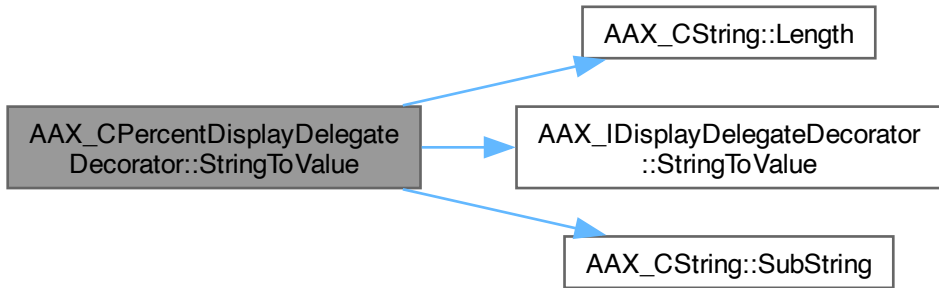 AAX_CString::Length
AAX_CPercentDisplayDelegate
Decorator::StringToValue
AAX_IDisplayDelegateDecorator
::StringToValue
AAX_CString::SubString